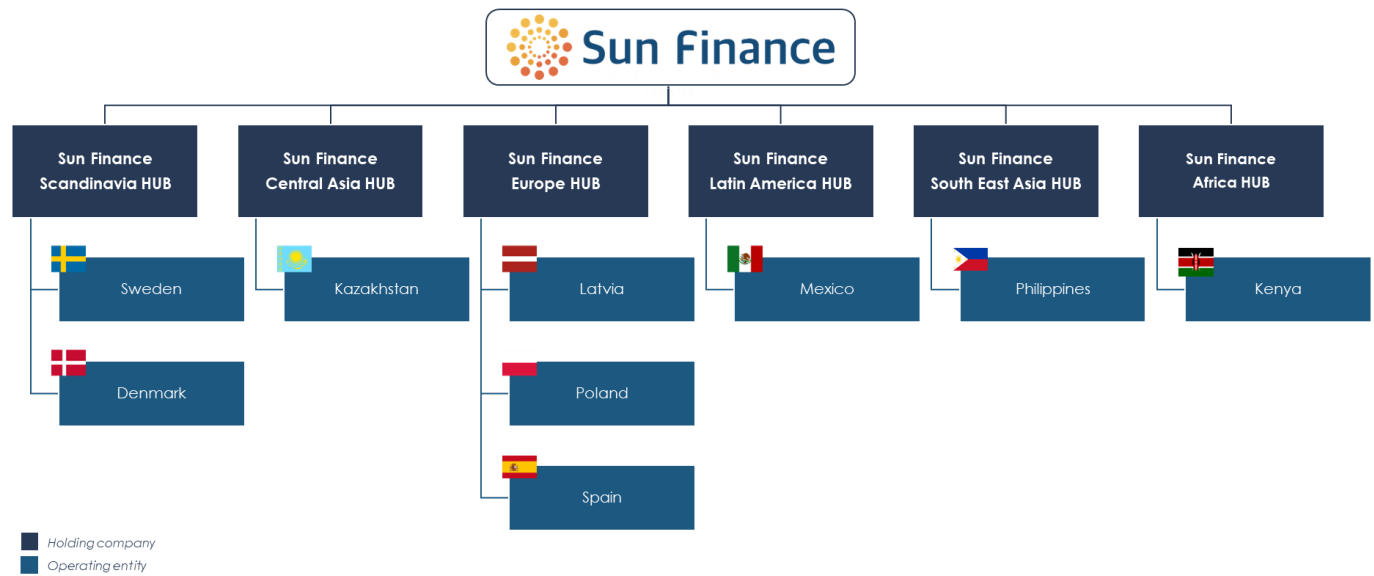 Sun Finance
Sun Finance
Scandinavia HUB
Sun Finance
Central Asia HUB
Sun Finance
Europe HUB
Sun Finance
Latin America HUB
Sun Finance
South East Asia HUB
Sun Finance
Africa HUB
Sweden
Kazakhstan
Latvia
Mexico
Philippines
Kenya
Denmark
Poland
Spain
Holding company
Operating entity